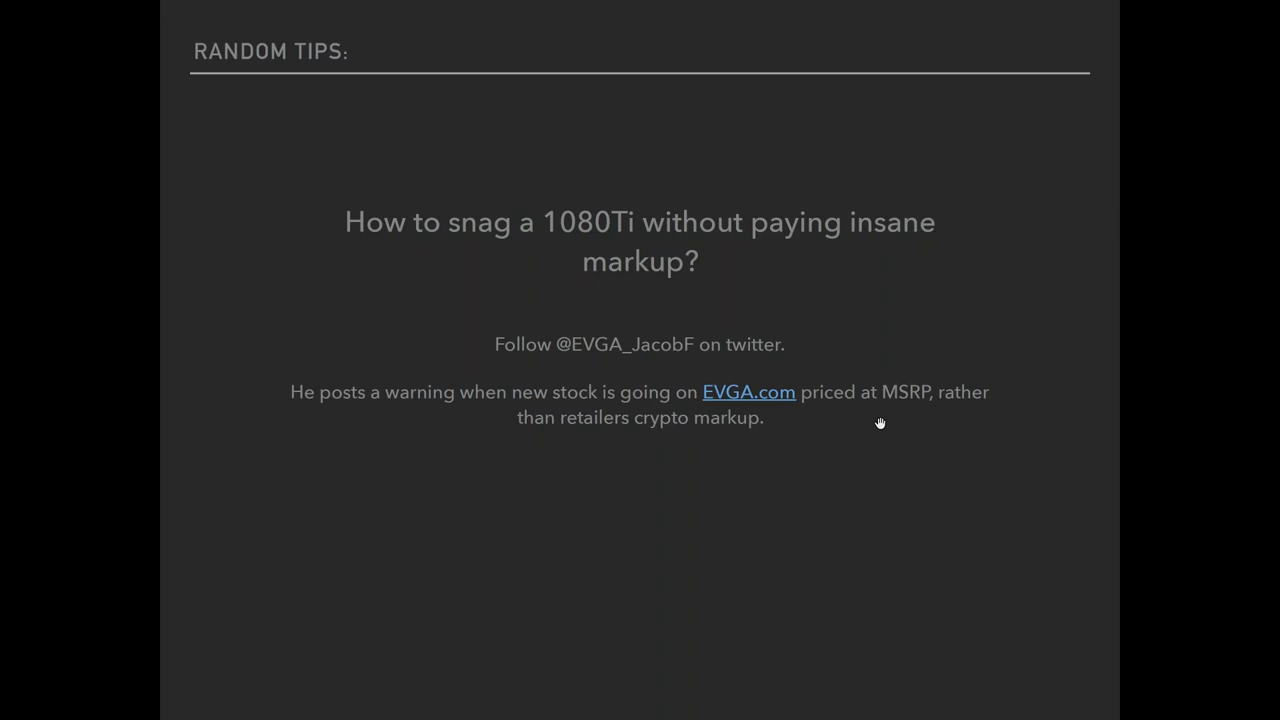 RANDOM TIPS:
How to snag a 1080Ti without paying insane
markup?
Follow @EVGA_JacobF on twitter.
He posts a warning when new stock is going on EVGA.com priced at MSRP, rather
than retailers crypto markup.